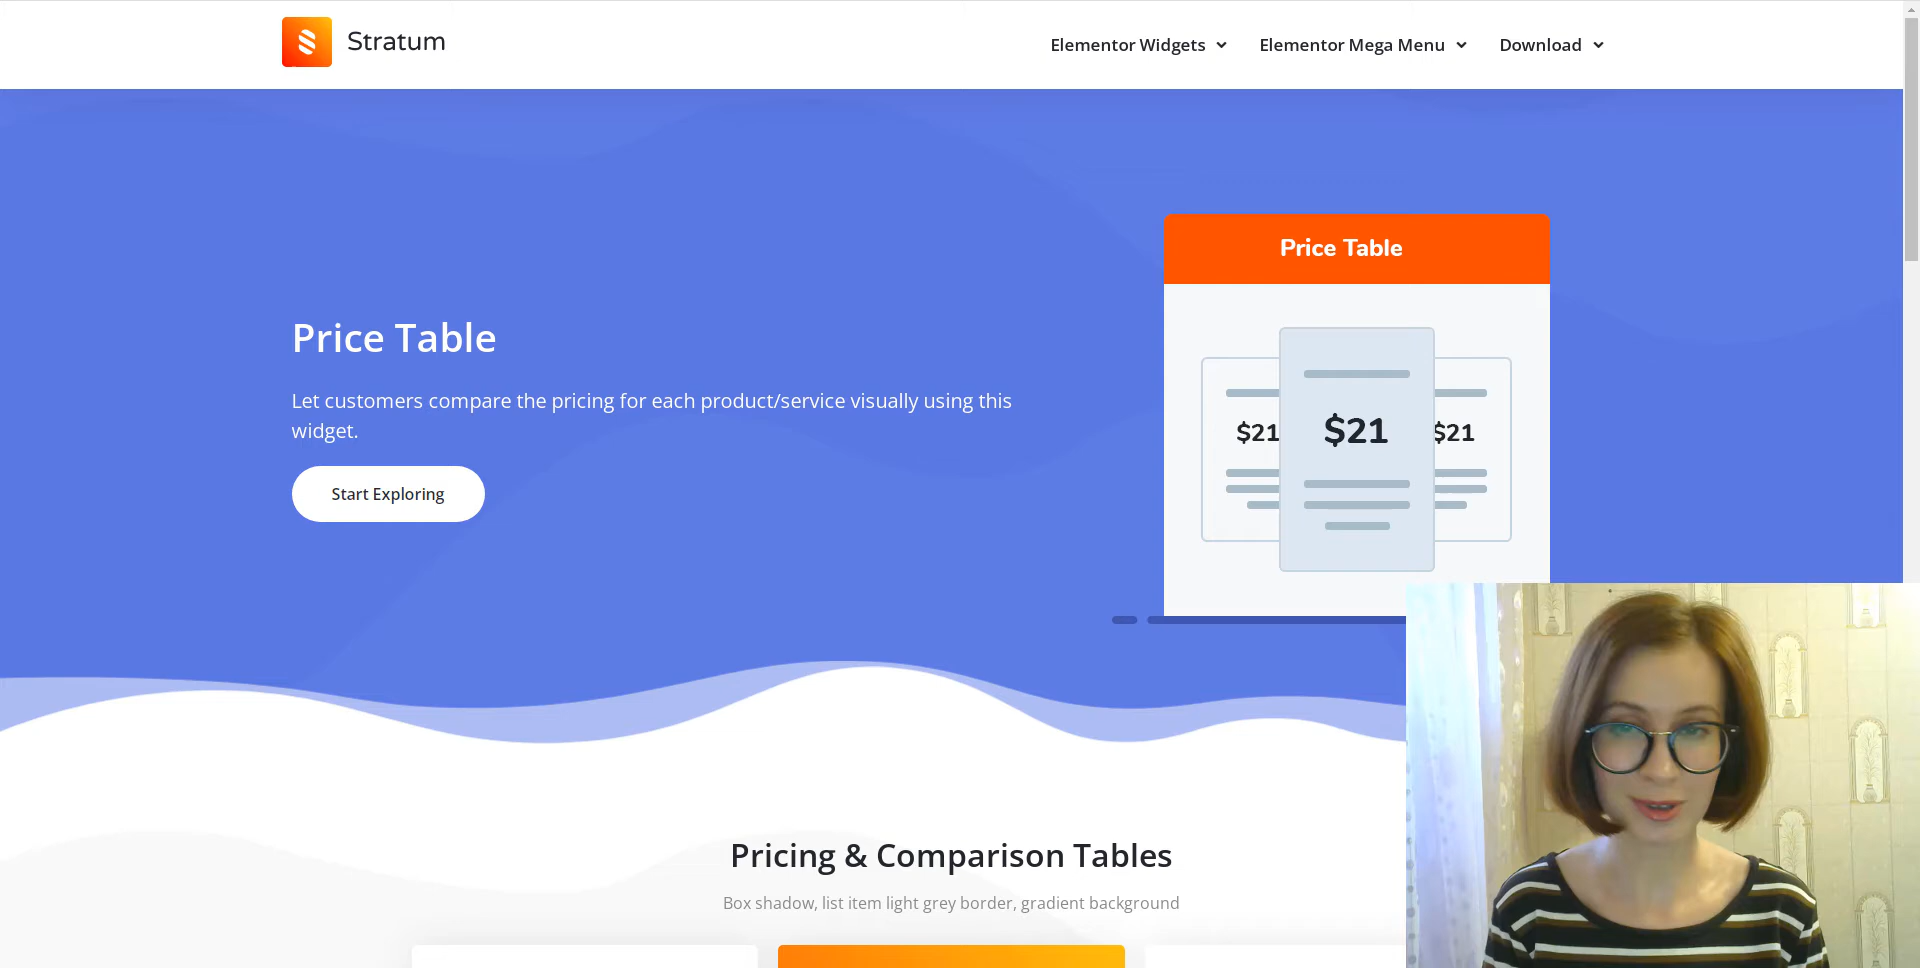 Stratum
Elementor Widgets
Elementor Mega Menu
Download
Price Table
Let customers compare the pricing for each product/service visually using this
widget.
Start Exploring
Price Table
$21
$21
$21
Pricing & Comparison Tables
Box shadow, list item light grey border, gradient background